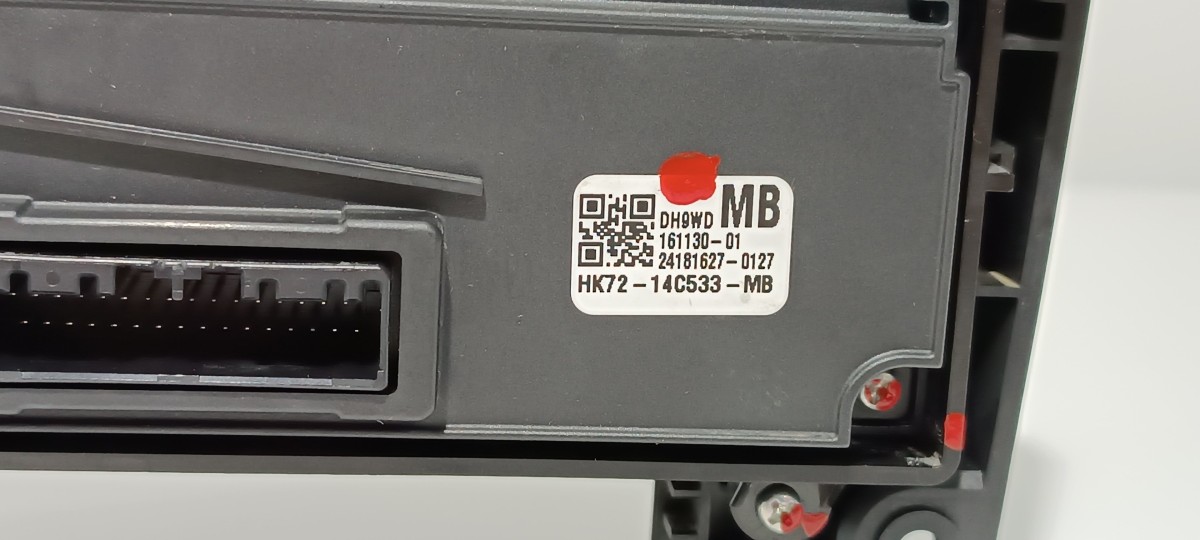 MB
DH9WD
161130-01
24181627-0127
HK72-14C533-MB